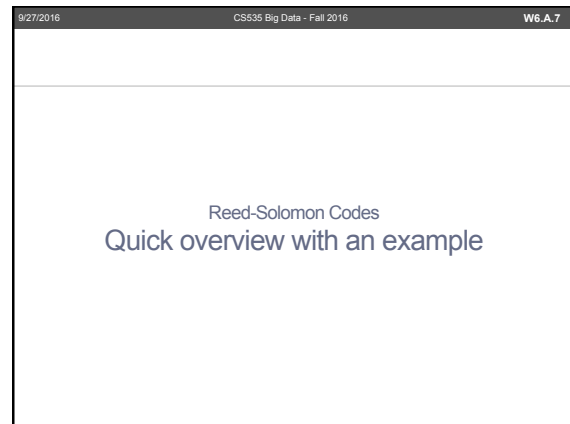 9/27/2016 CS535 Big Data - Fall 2016 W6.A.7
Reed-Solomon Codes
Quick overview with an example